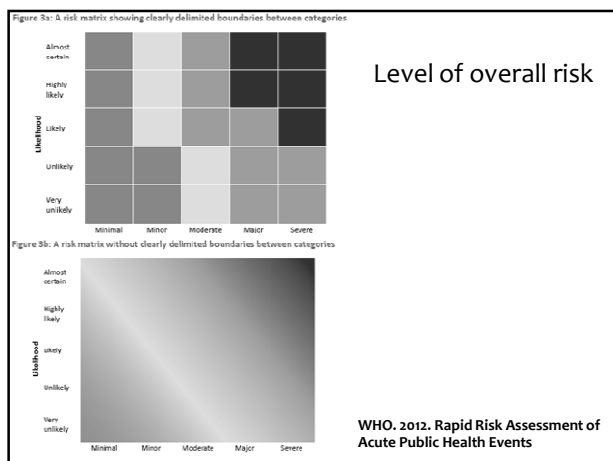 Figure 3a: A risk matrix showing clearly delimited boundaries between categories
Level of overall risk
Likelihood
Almost
certain
Highly
likely
Likely
Unlikely
Very
unlikely
Minimal Minor Moderate Major Severe
Figure 3b: A risk matrix without clearly delimited boundaries between categories
Likelihood
Almost
certain
Highly
likely
Likely
Unlikely
Very
unlikely
Minimal Minor Moderate Major Severe
WHO. 2012. Rapid Risk Assessment of
Acute Public Health Events